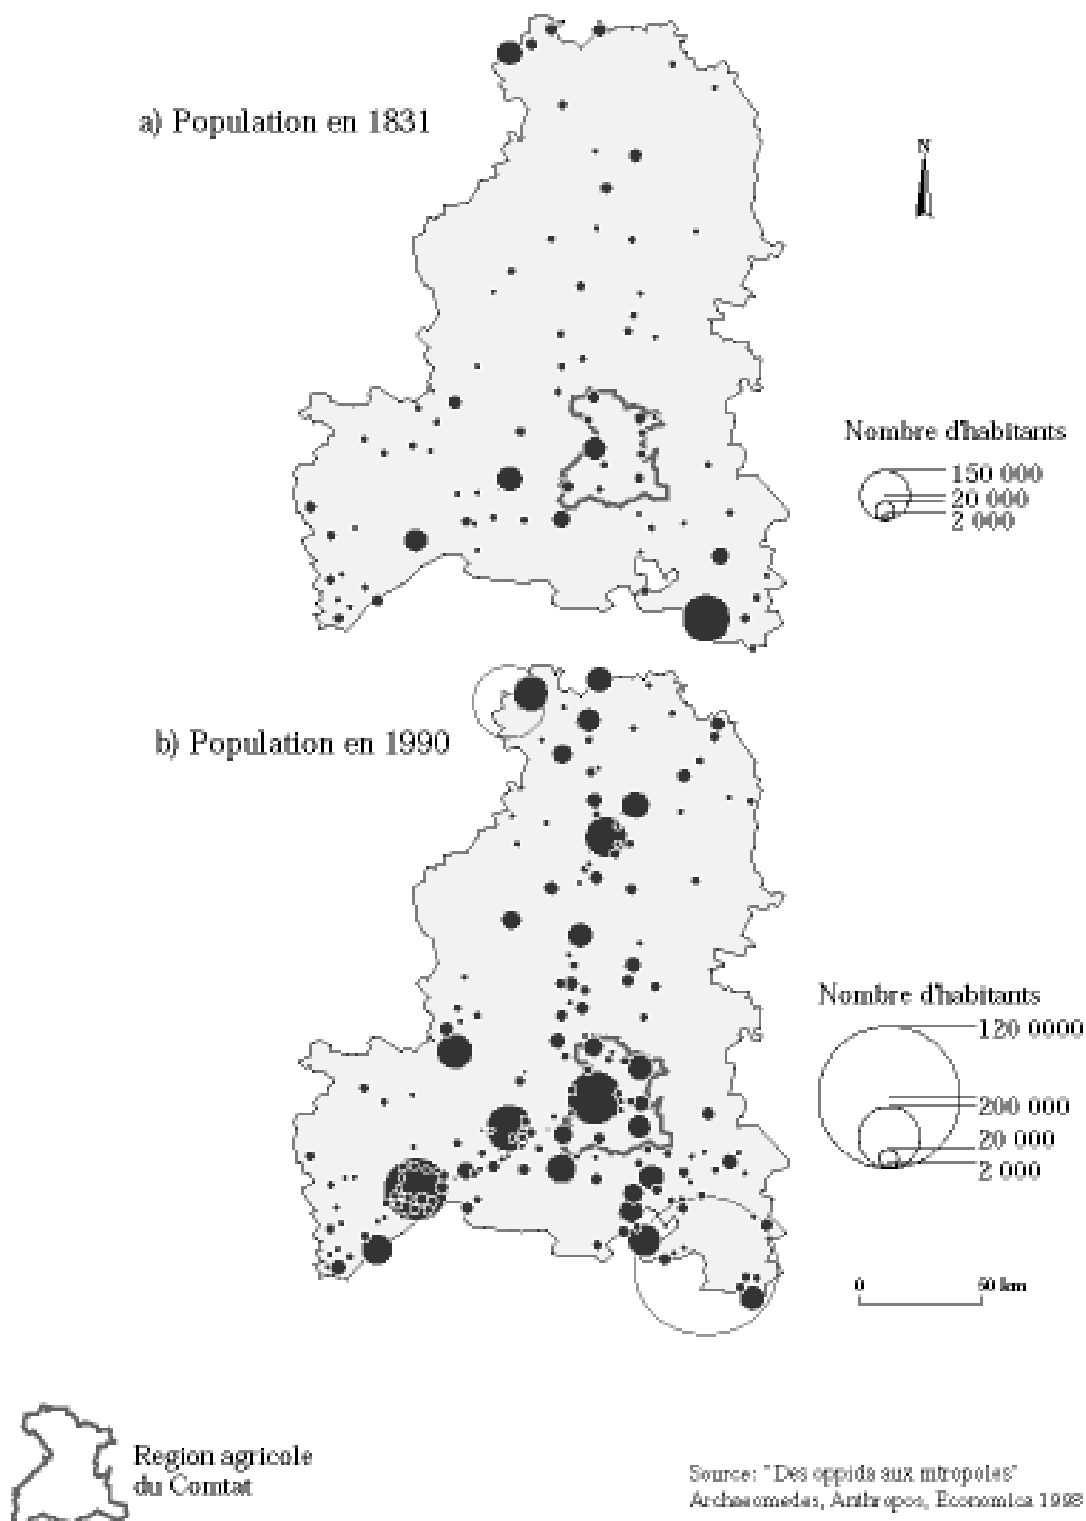 a) Population en 1831
N
Nombre d'habitants
150 000
20 000
2 000
b) Population en 1990
Nombre d'habitants
120 0000
200 000
20 000
2 000
0 50 km
Region agricole
du Comtat
Source: "Des oppida aux mtropoles"
Archaeomedes, Anthropos, Economica 1998